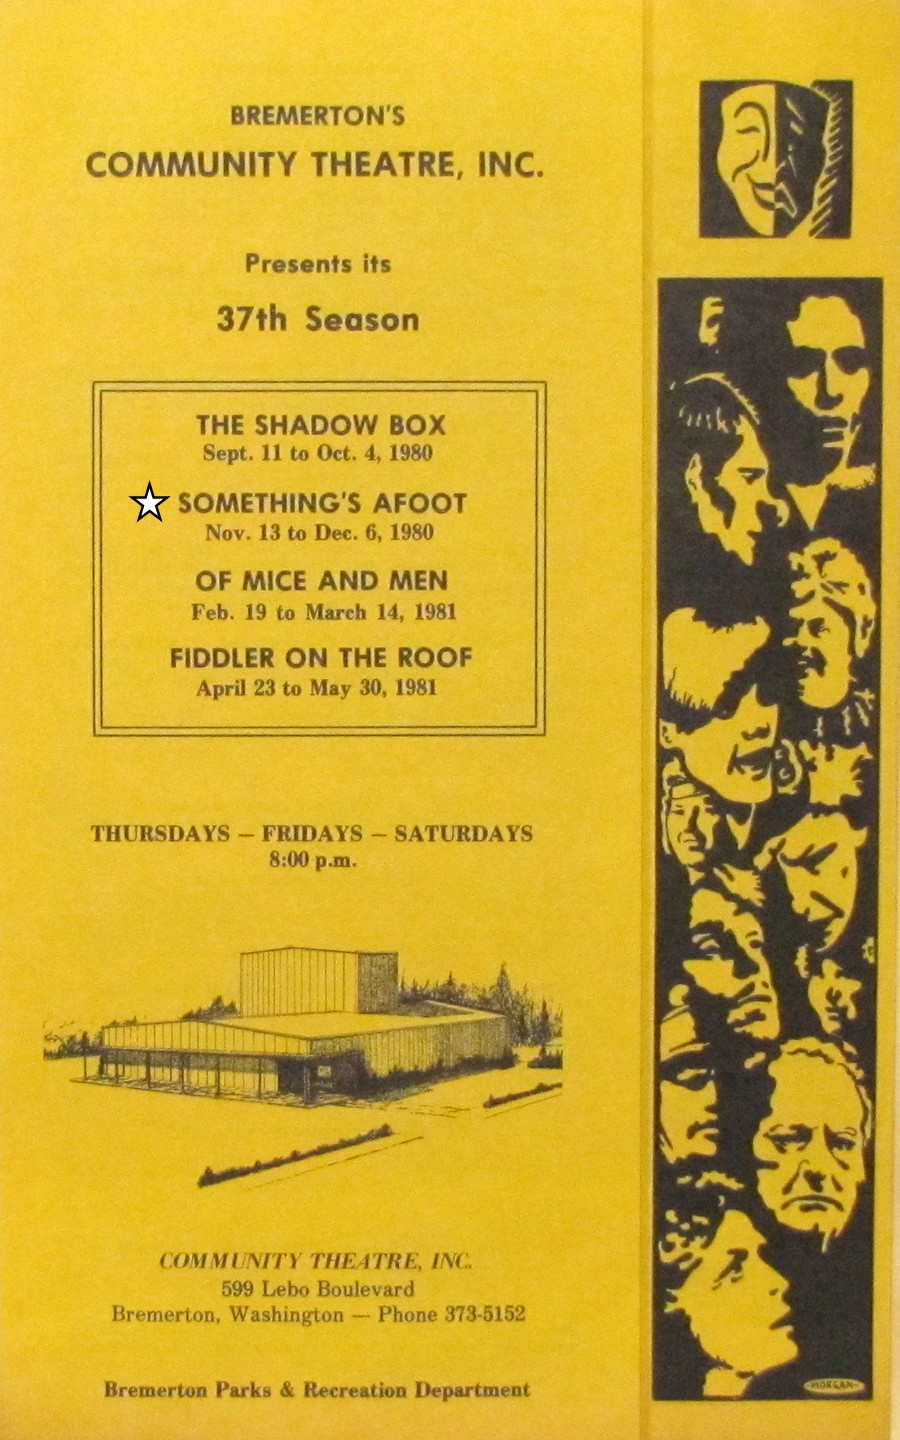 BREMERTON'S
COMMUNITY THEATRE, INC.
Presents its
37th Season
THE SHADOW BOX
Sept. 11 to Oct. 4, 1980
SOMETHING'S AFOOT
Nov. 13 to Dec. 6, 1980
OF MICE AND MEN
Feb. 19 to March 14, 1981
FIDDLER ON THE ROOF
April 23 to May 30, 1981
THURSDAYS — FRIDAYS — SATURDAYS
8:00 p.m.
COMMUNITY THEATRE, INC.
599 Lebo Boulevard
Bremerton, Washington — Phone 373-5152
Bremerton Parks & Recreation Department
-MORGAN-